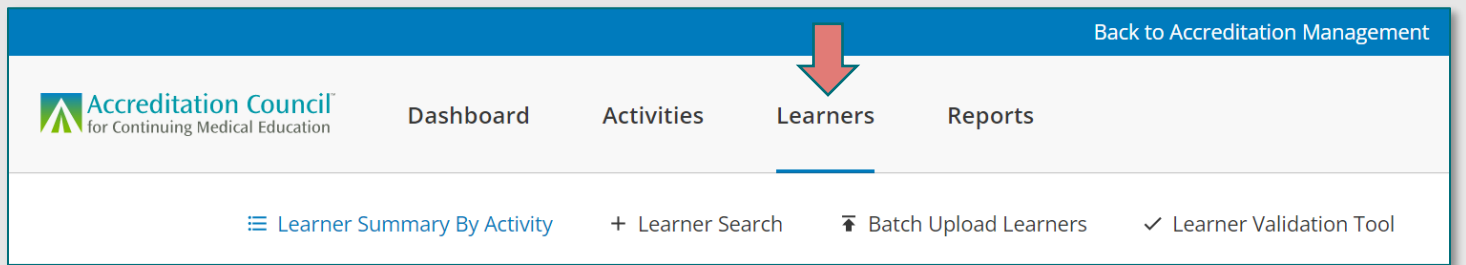 Back to Accreditation Management
Accreditation Council™
for Continuing Medical Education
Dashboard Activities Learners Reports
Learner Summary By Activity + Learner Search Batch Upload Learners Learner Validation Tool